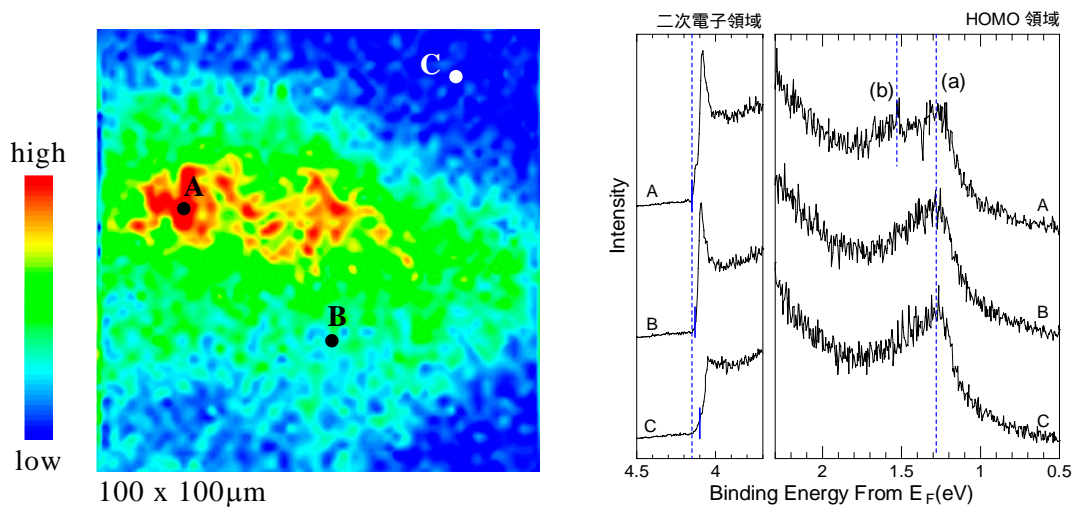 high
low
A
B
C
100 x 100μm
二次電子領域
HOMO 領域
(b)
(a)
Intensity
A
A
B
B
C
C
4.5
4
2
1.5
1
0.5
Binding Energy From E F(eV)